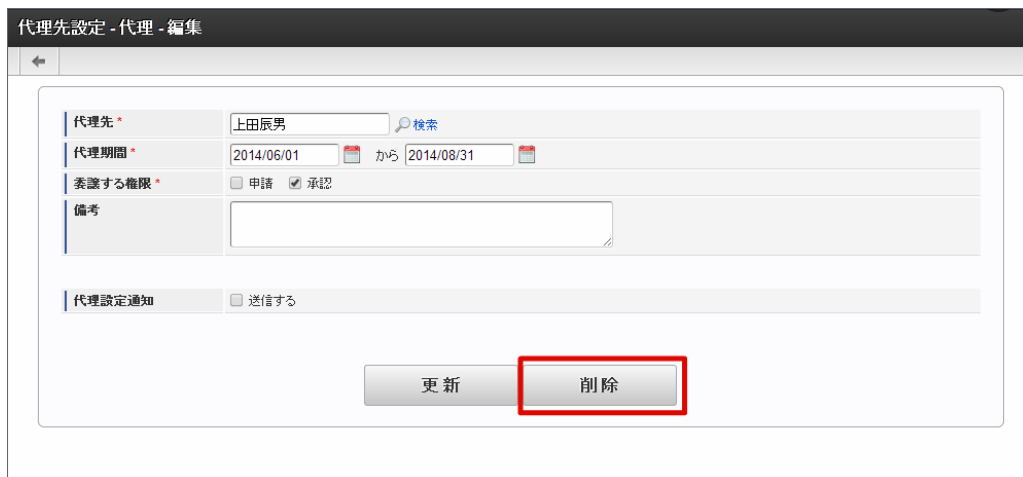 代理先設定 - 代理 - 編集
代理先 * 上田辰男 検索
代理期間 * 2014/06/01 から 2014/08/31
委譲する権限 * 申請 承認
備考
代理設定通知 送信する
更新 削除